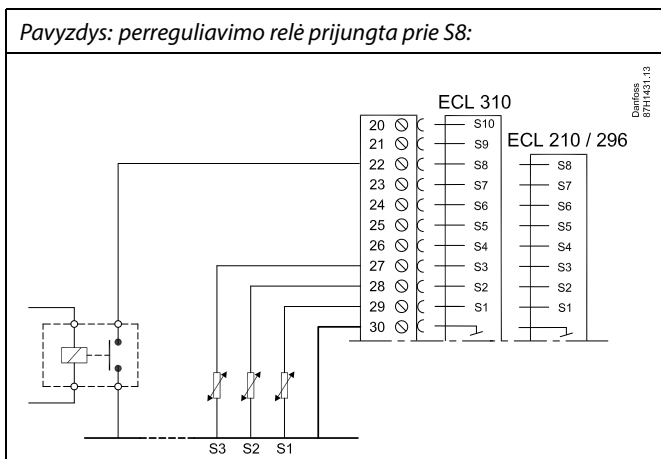 Pavyzdys: perreguliavimo relė prijungta prie S8:
Danfoss
87H1431.13
ECL 310
ECL 210 / 296
20 S10
21 S9
22 S8 S8
23 S7 S7
24 S6 S6
25 S5 S5
26 S4 S4
27 S3 S3
28 S2 S2
29 S1 S1
30
S3 S2 S1